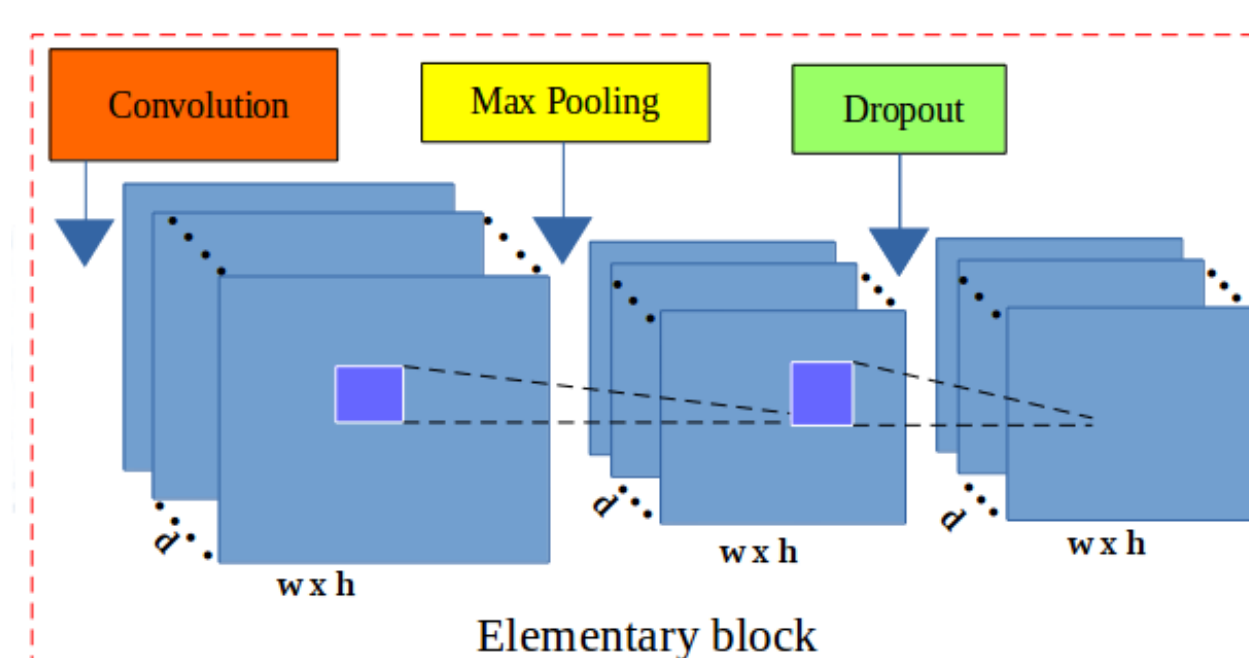 Convolution
Max Pooling
Dropout
d
w x h
d
w x h
d
w x h
Elementary block